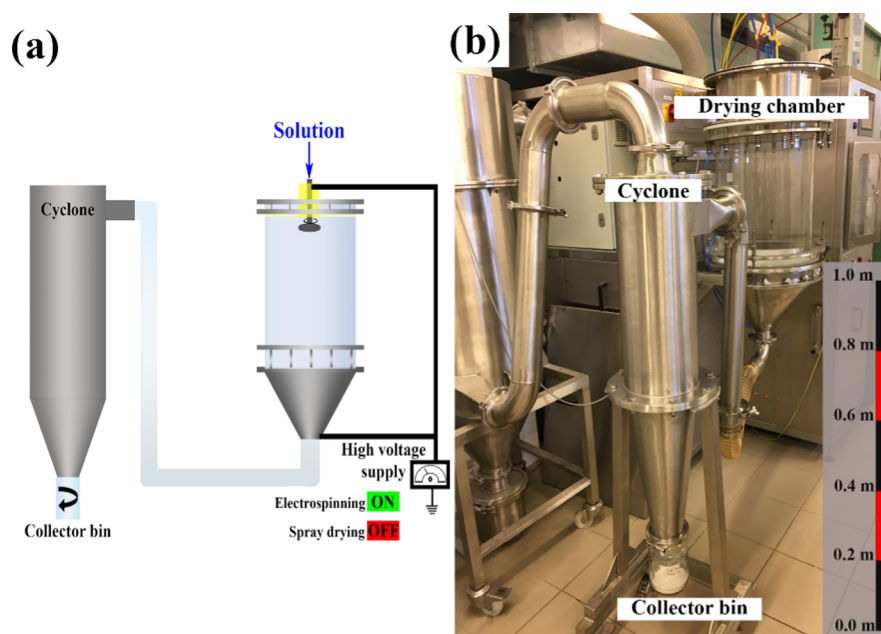 (a)
Solution
Cyclone
High voltage
supply
Electrospinning ON
Spray drying OFF
Collector bin
(b)
Drying chamber
Cyclone
1.0 m
0.8 m
0.6 m
0.4 m
0.2 m
0.0 m
Collector bin